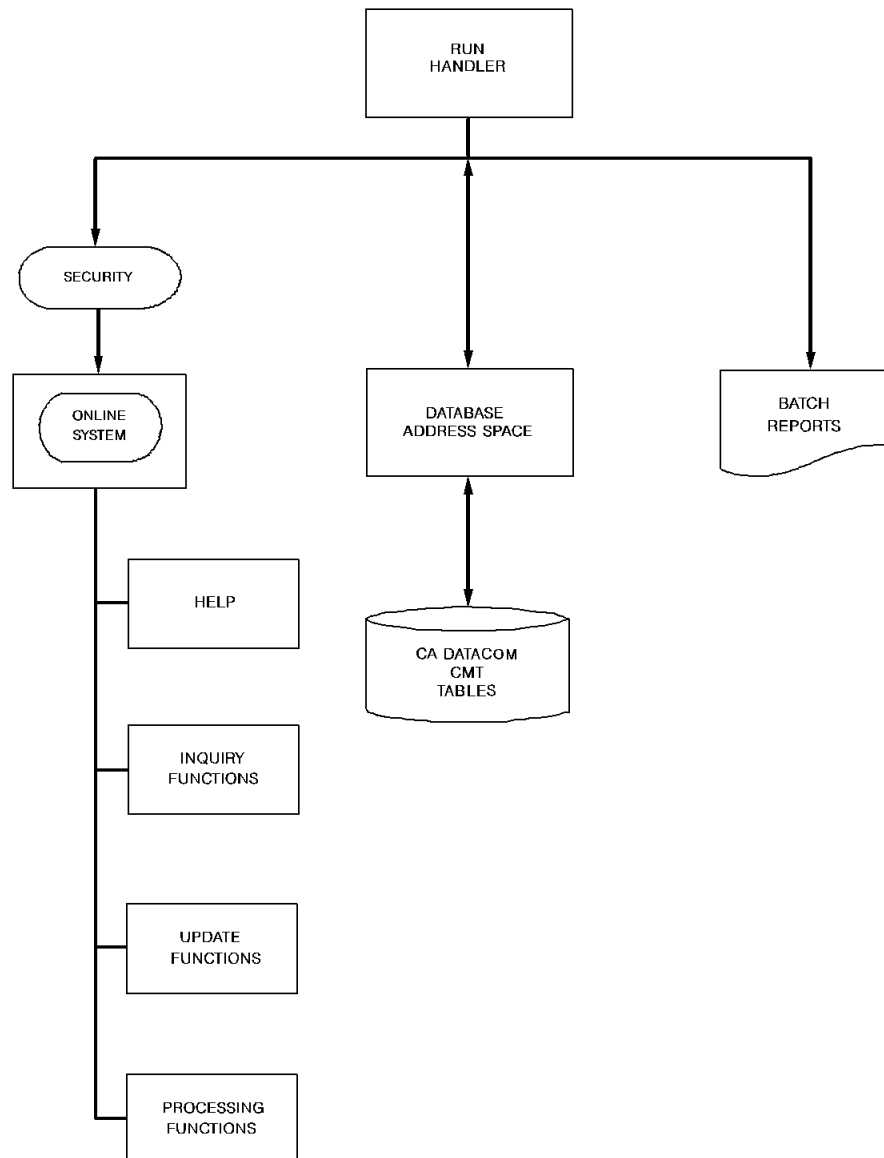 RUN
HANDLER
SECURITY
ONLINE
SYSTEM
DATABASE
ADDRESS SPACE
BATCH
REPORTS
HELP
CA DATACOM
CMT
TABLES
INQUIRY
FUNCTIONS
UPDATE
FUNCTIONS
PROCESSING
FUNCTIONS